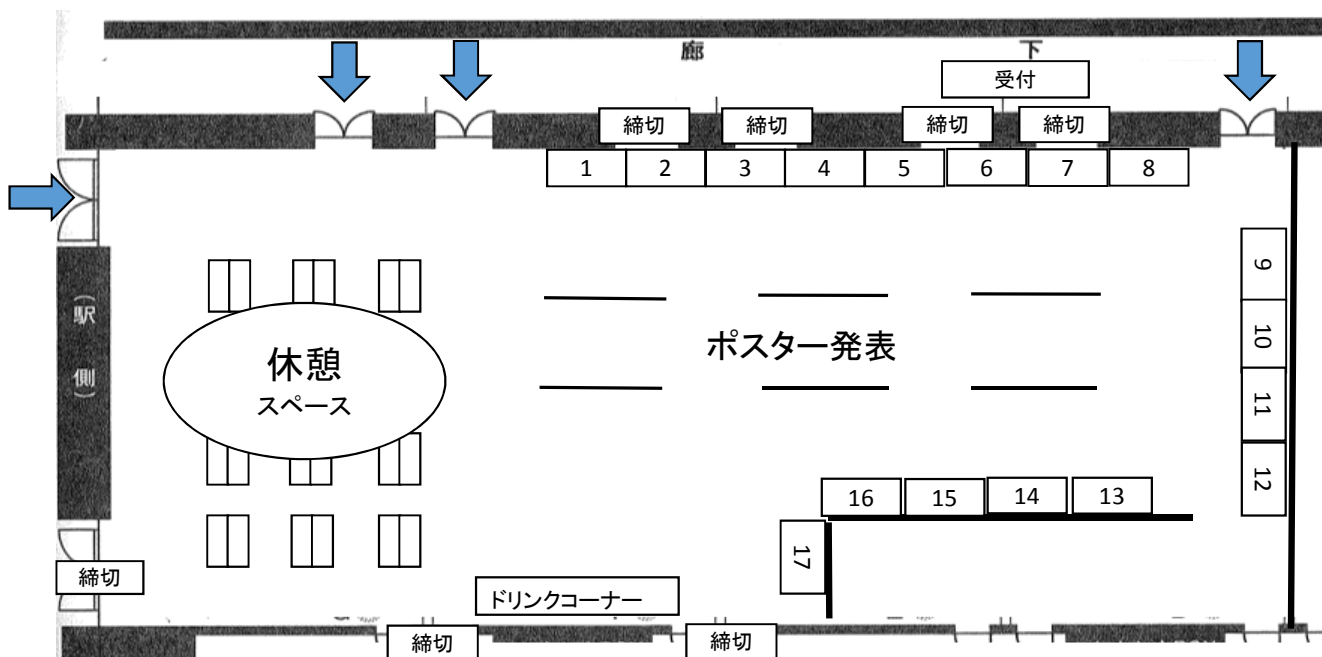 廊 下
受付
締切
締切
締切
締切
1 2 3 4 5 6 7 8
(駅側)
9
10
11
12
休憩
スペース
ポスター発表
16 15 14 13
17
締切
ドリンクコーナー
締切
締切